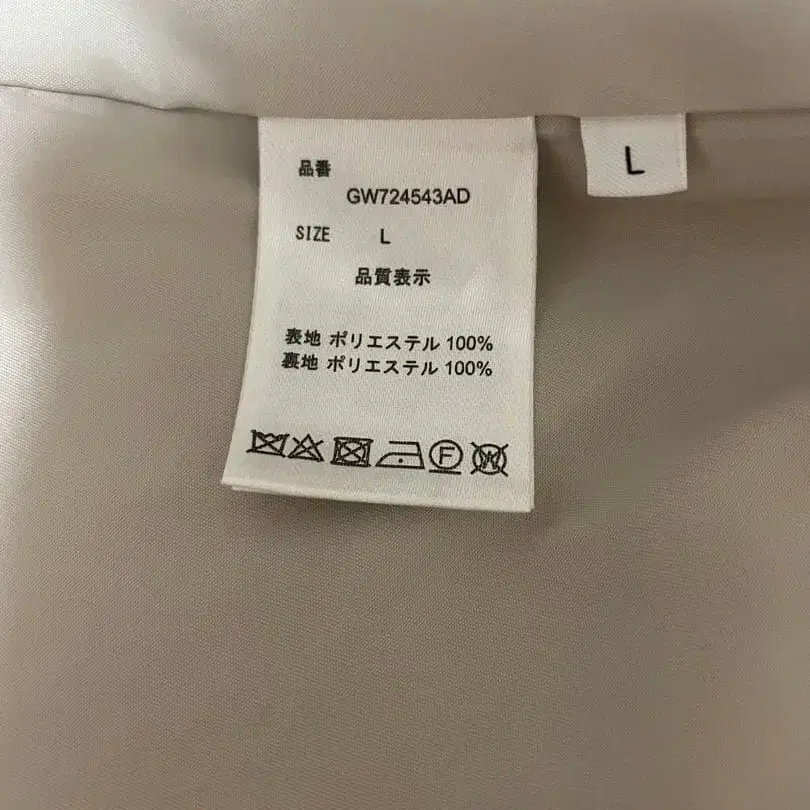 品番
GW724543AD
SIZE L
品質表示
表地 ポリエステル 100%
裏地 ポリエステル 100%
F W
L